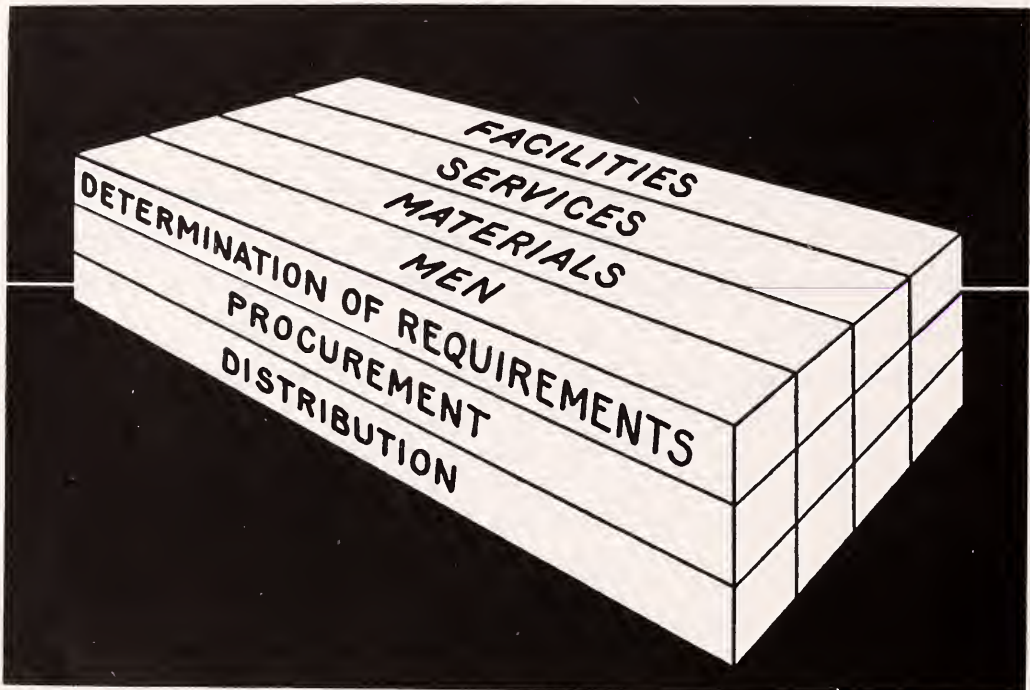 FACILITIES
SERVICES
MATERIALS
MEN
DETERMINATION OF REQUIREMENTS
PROCUREMENT
DISTRIBUTION